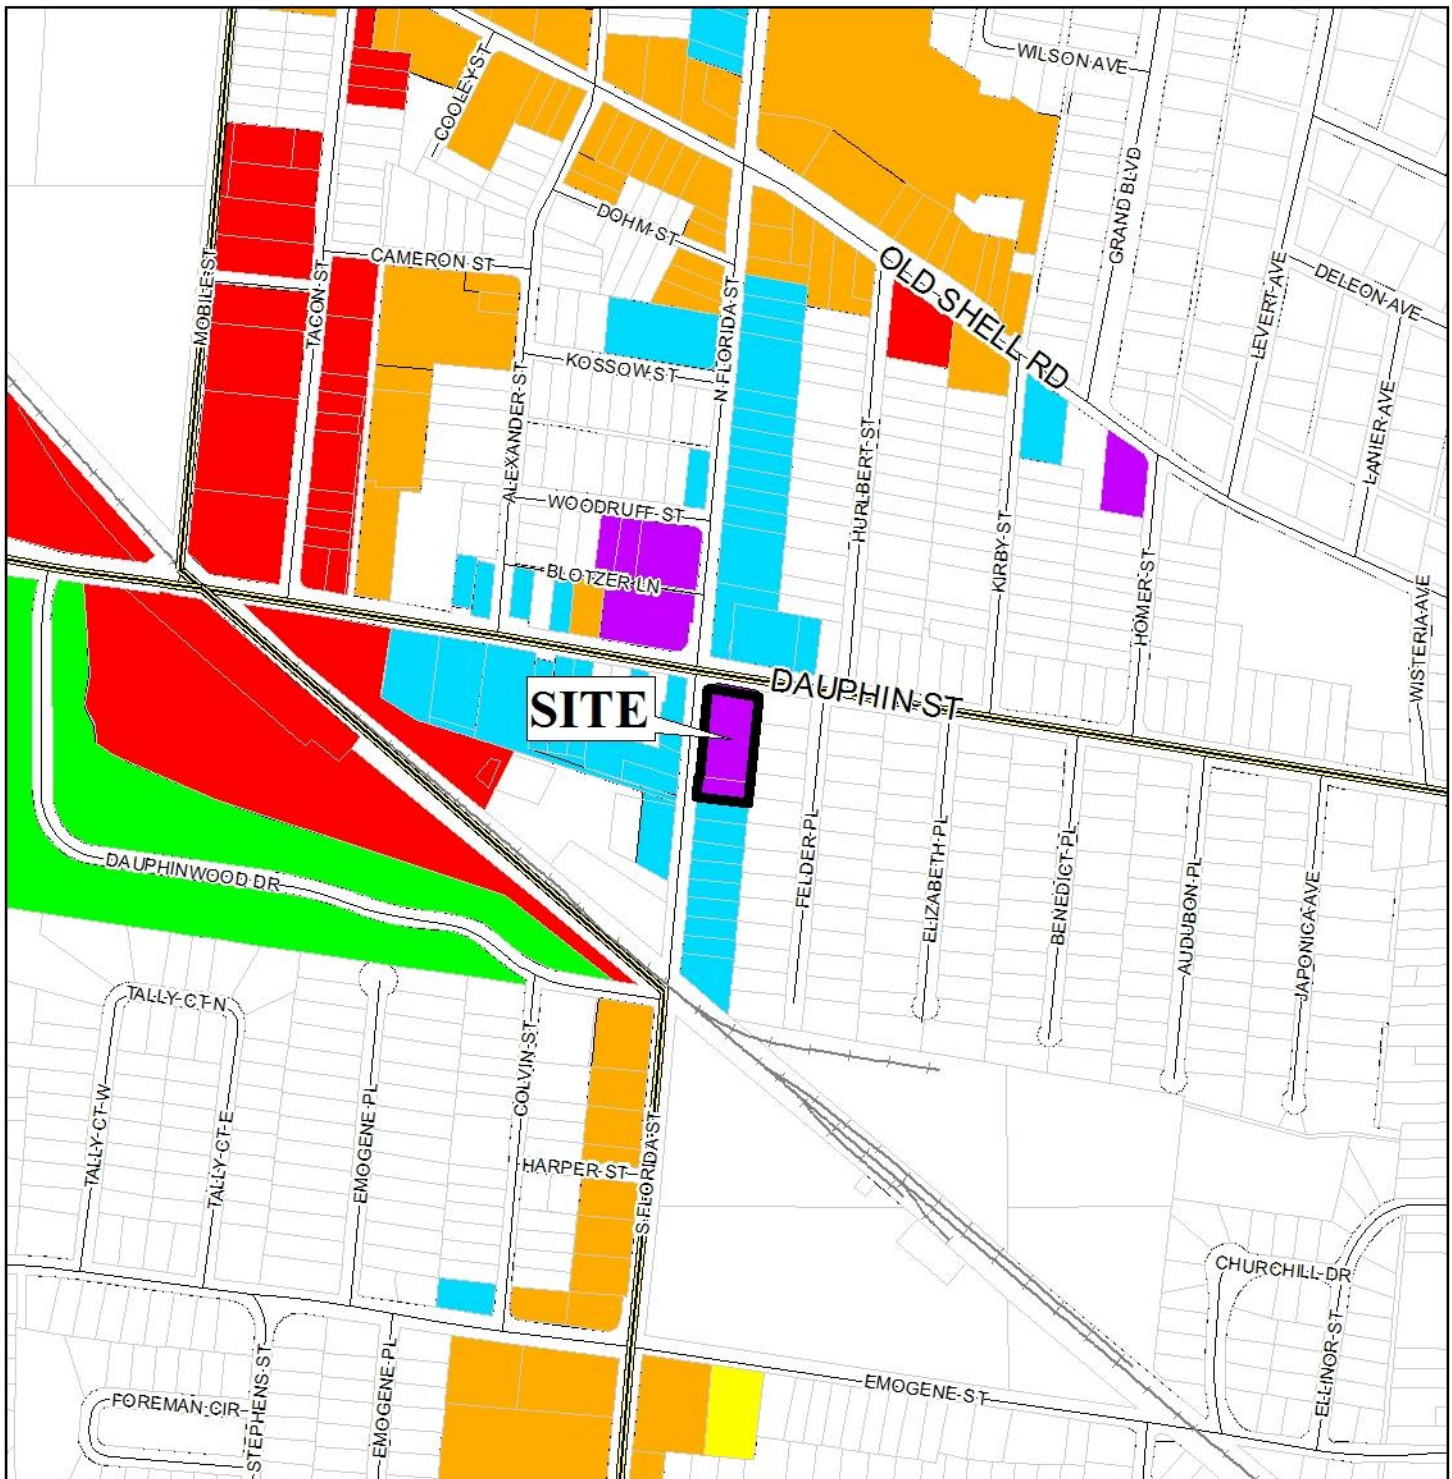 WILSON AVE
COOLEY ST
GRAND BLVD
DOHM ST
CAMERON ST
OLD SHELL RD
LEVERT AVE
DELEON AVE
MOBILE ST
TACON ST
N FLORIDA ST
KOSSOW ST
ALEXANDER ST
LANIER AVE
HURLBERT ST
WOODRUFF ST
KIRBY ST
BLOTZER LN
HOMER ST
WISTERIA AVE
DAUPHIN ST
SITE
FELDER PL
ELIZABETH PL
BENEDICT PL
AUDUBON PL
JAPONICA AVE
DAUPHINWOOD DR
TALLY CT N
COLVIN ST
TALLY CT W
TALLY CT E
EMOGENE PL
HARPER ST
S FLORIDA ST
CHURCHILL DR
ELLINOR ST
STEPHENS ST
EMOGENE PL
EMOGENE ST
FOREMAN CIR